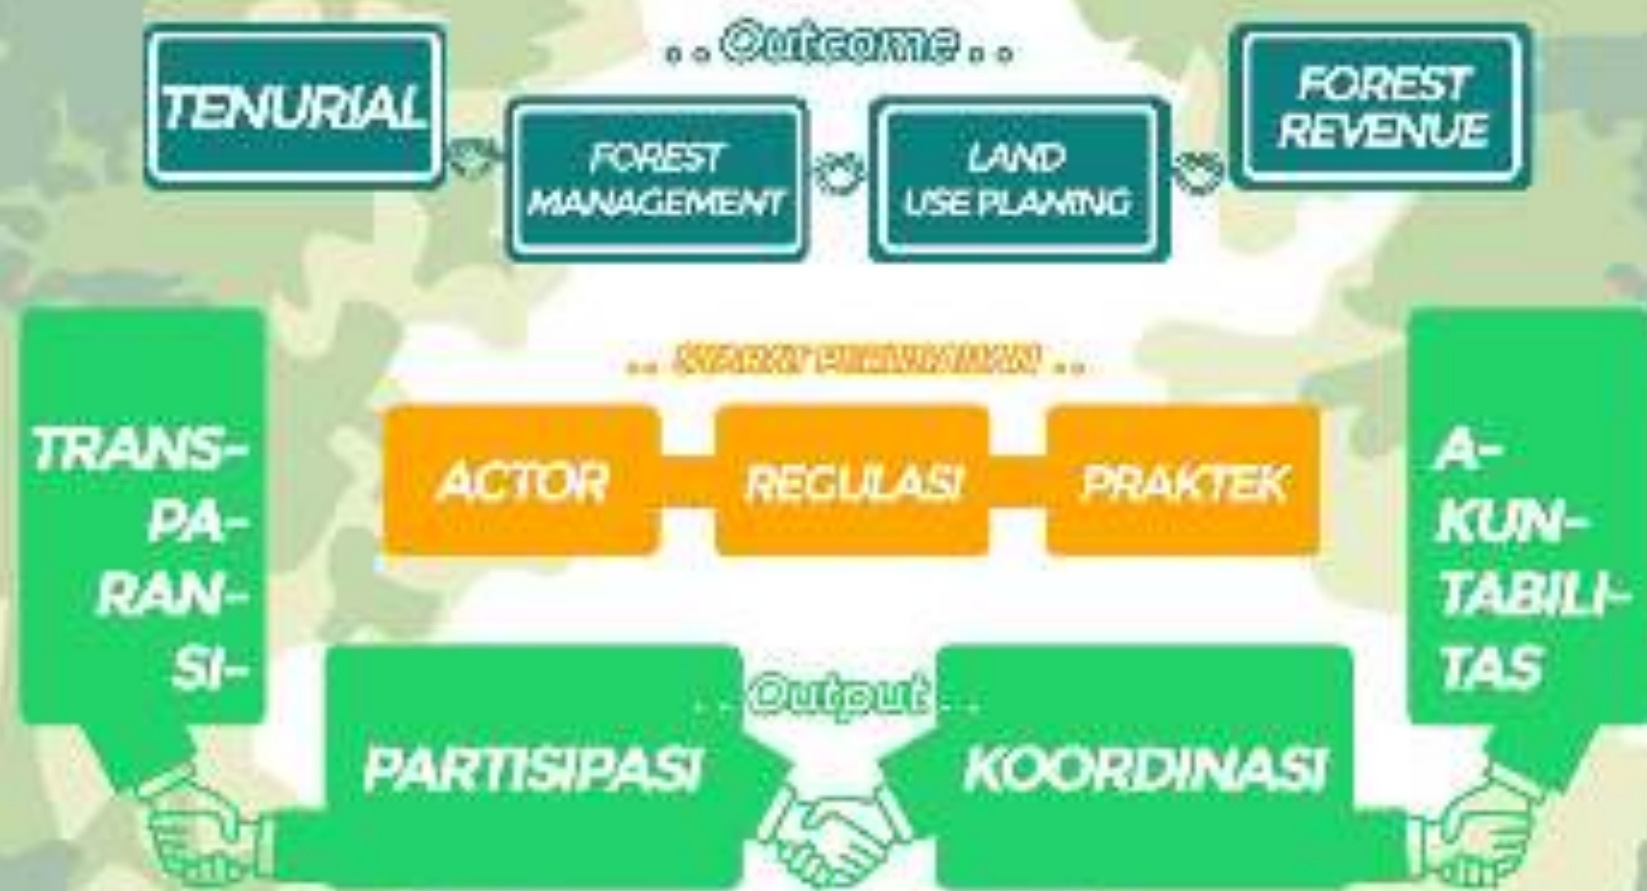 .. Outcome ..
TENURIAL
FOREST
MANAGEMENT
LAND
USE PLANING
FOREST
REVENUE
ACTOR
REGULASI
PRAKTEK
TRANS-
PA-
RAN-
SI-
A-
KUN-
TABILI-
TAS
.. Output ..
PARTISIPASI
KOORDINASI